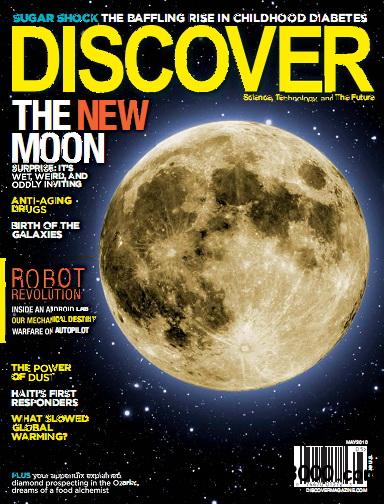 SUGAR SHOCK THE BAFFLING RISE IN CHILDHOOD DIABETES
DISCOVER
Science, Technology, and The Future
THE NEW
MOON
SURPRISE: IT'S
WET, WEIRD, AND
ODDLY INVITING
ANTI-AGING
DRUGS
BIRTH OF THE
GALAXIES
ROBOT
REVOLUTION
INSIDE AN ANDROID LAB
OUR MECHANICAL DESTINY
WARFARE ON AUTOPILOT
THE POWER
OF DUST
HAITI'S FIRST
RESPONDERS
WHAT SLOWED
GLOBAL
WARMING?
PLUS your appendix explained,
diamond prospecting in the Ozarks,
dreams of a food alchemist
MAY 2010
DISCOVERMAGAZINE.COM